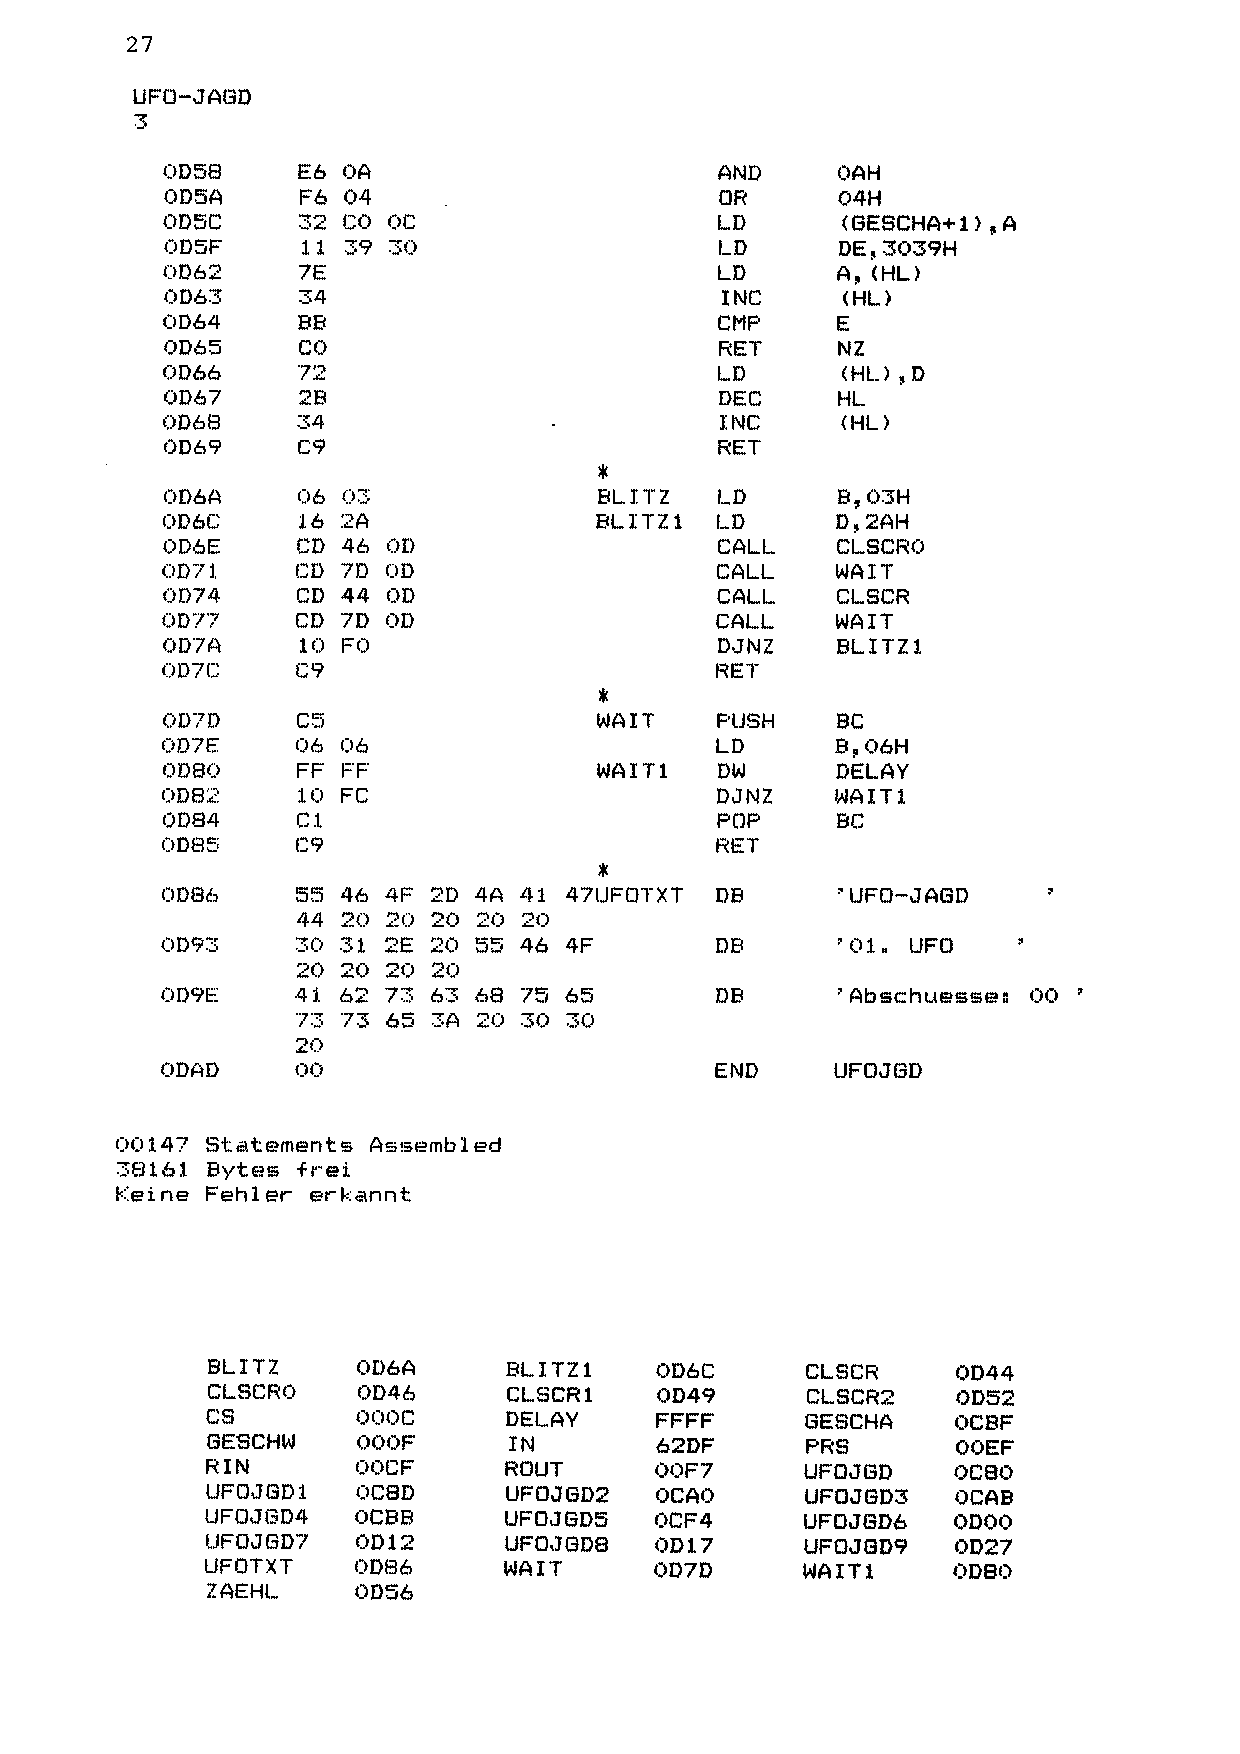 27
UFO-JAGD
3
0D58 E6 0A AND 0AH
0D5A F6 04 OR 04H
0D5C 32 C0 0C LD (GESCHA+1),A
0D5F 11 39 30 LD DE,3039H
0D62 7E LD A,(HL)
0D63 34 INC (HL)
0D64 BB CMP E
0D65 C0 RET NZ
0D66 72 LD (HL),D
0D67 2B DEC HL
0D68 34 INC (HL)
0D69 C9 RET
*
0D6A 06 03 BLITZ LD B,03H
0D6C 16 2A BLITZ1 LD D,2AH
0D6E CD 46 0D CALL CLSCR0
0D71 CD 7D 0D CALL WAIT
0D74 CD 44 0D CALL CLSCR
0D77 CD 7D 0D CALL WAIT
0D7A 10 F0 DJNZ BLITZ1
0D7C C9 RET
*
0D7D C5 WAIT PUSH BC
0D7E 06 06 LD B,06H
0D80 FF FF WAIT1 DW DELAY
0D82 10 FC DJNZ WAIT1
0D84 C1 POP BC
0D85 C9 RET
*
0D86 55 46 4F 2D 4A 41 47UFOTXT DB 'UFO-JAGD     '
44 20 20 20 20 20
0D93 30 31 2E 20 55 46 4F DB '01. UFO    '
20 20 20 20
0D9E 41 62 73 63 68 75 65 DB 'Abschuesse: 00 '
73 73 65 3A 20 30 30
20
0DAD 00 END UFOJGD
00147 Statements Assembled
38161 Bytes frei
Keine Fehler erkannt
BLITZ 0D6A BLITZ1 0D6C CLSCR 0D44
CLSCR0 0D46 CLSCR1 0D49 CLSCR2 0D52
CS 000C DELAY FFFF GESCHA 0CBF
GESCHW 000F IN 62DF PRS 00EF
RIN 00CF ROUT 00F7 UFOJGD 0C80
UFOJGD1 0C8D UFOJGD2 0CA0 UFOJGD3 0CAB
UFOJGD4 0CBB UFOJGD5 0CF4 UFOJGD6 0D00
UFOJGD7 0D12 UFOJGD8 0D17 UFOJGD9 0D27
UFOTXT 0D86 WAIT 0D7D WAIT1 0D80
ZAEHL 0D56